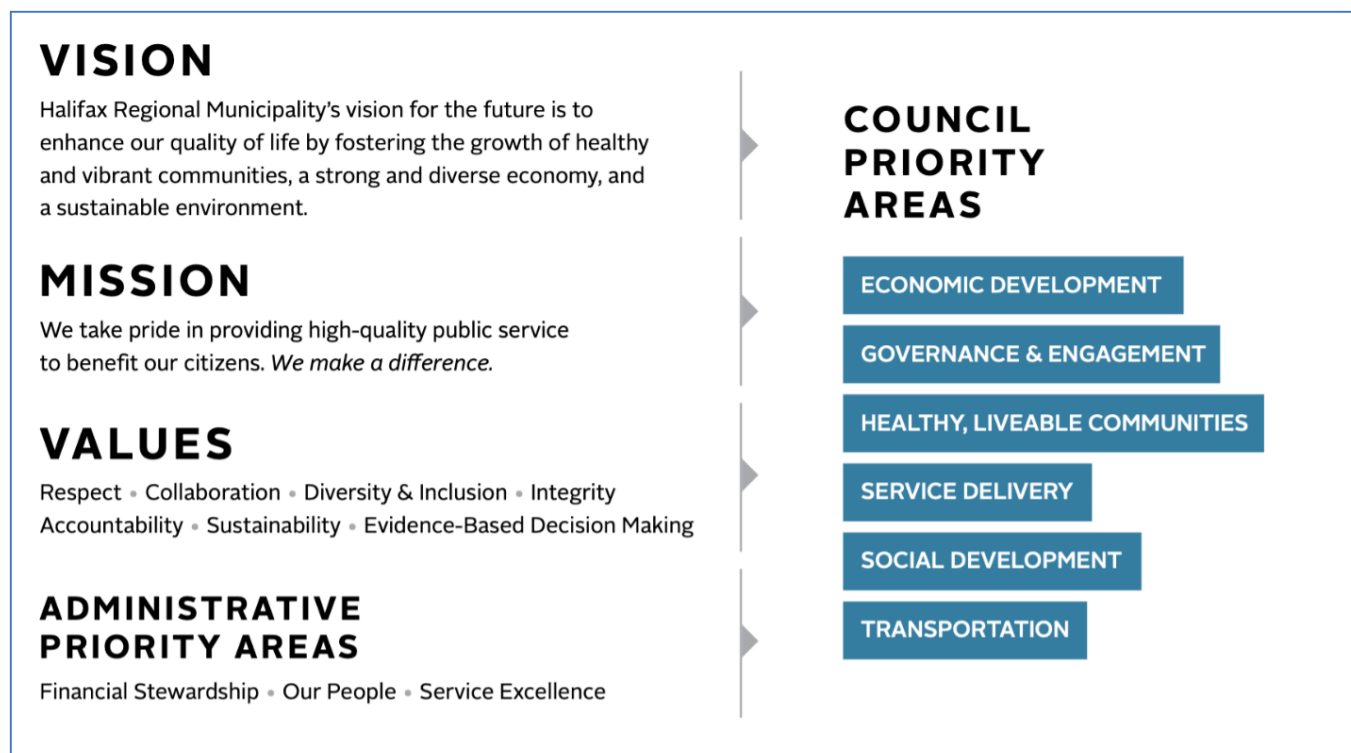 VISION
Halifax Regional Municipality’s vision for the future is to
enhance our quality of life by fostering the growth of healthy
and vibrant communities, a strong and diverse economy, and
a sustainable environment.
MISSION
We take pride in providing high-quality public service
to benefit our citizens. We make a difference.
VALUES
Respect • Collaboration • Diversity & Inclusion • Integrity
Accountability • Sustainability • Evidence-Based Decision Making
ADMINISTRATIVE
PRIORITY AREAS
Financial Stewardship • Our People • Service Excellence
COUNCIL
PRIORITY
AREAS
ECONOMIC DEVELOPMENT
GOVERNANCE & ENGAGEMENT
HEALTHY, LIVEABLE COMMUNITIES
SERVICE DELIVERY
SOCIAL DEVELOPMENT
TRANSPORTATION